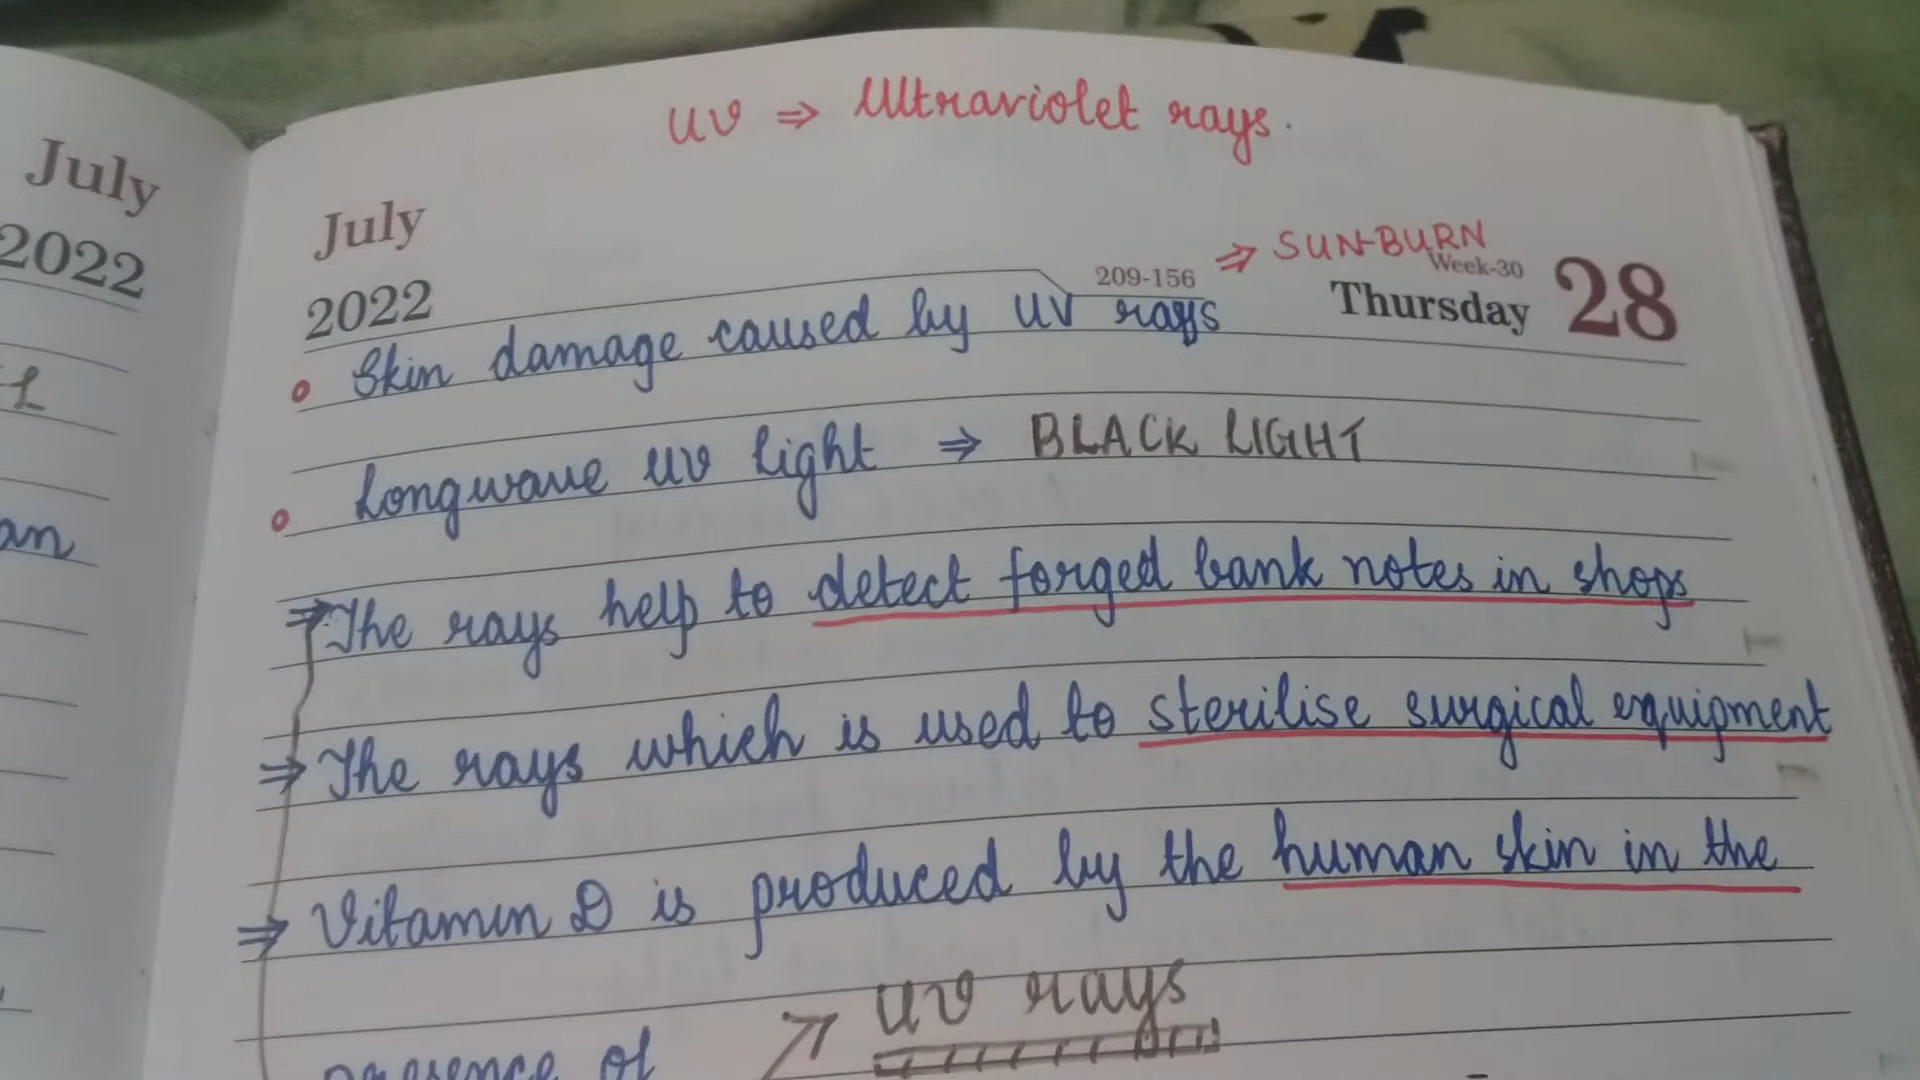 July
2022
an
UV ⇒ Ultraviolet rays.
July
2022
209-156
⇒ SUN-BURN
Week-30
Thursday 28
Skin damage caused by UV rays
Longwave UV light ⇒ BLACK LIGHT
⇒ The rays help to detect forged bank notes in shops
⇒ The rays which is used to sterilise surgical equipment
⇒ Vitamin D is produced by the human skin in the
presence of ↗ UV rays